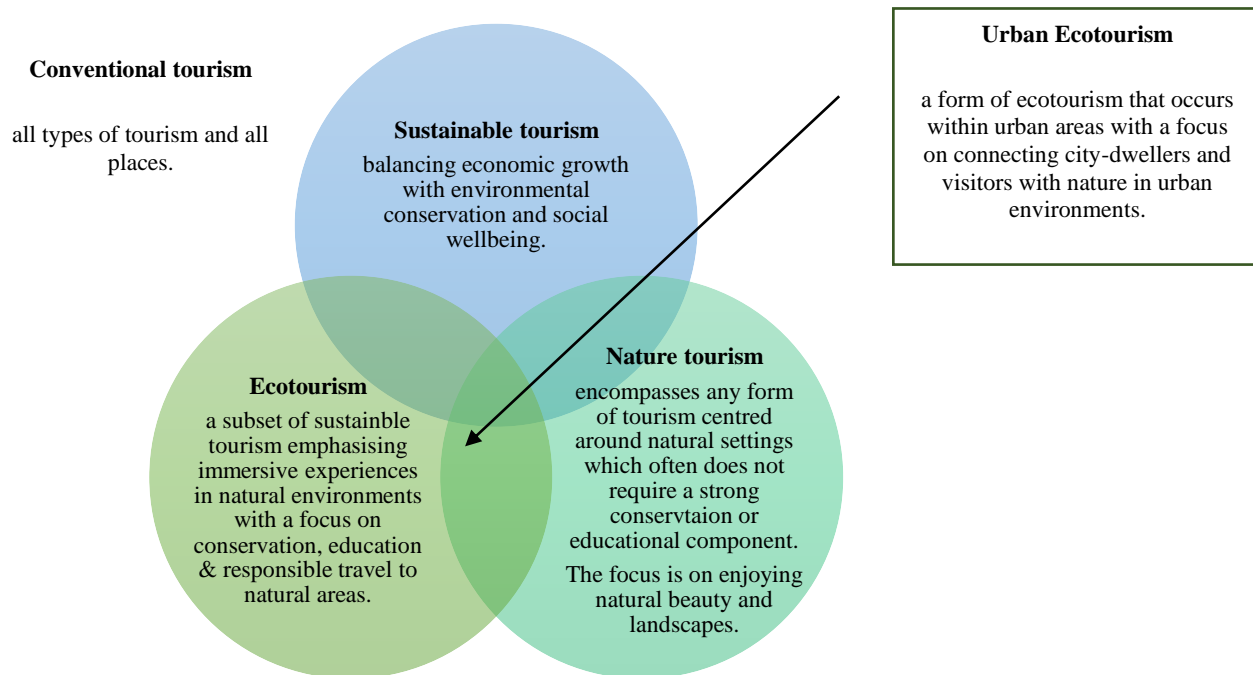 Conventional tourism
all types of tourism and all
places.
Sustainable tourism
balancing economic growth
with environmental
conservation and social
wellbeing.
Urban Ecotourism
a form of ecotourism that occurs
within urban areas with a focus
on connecting city-dwellers and
visitors with nature in urban
environments.
Ecotourism
a subset of sustainble
tourism emphasising
immersive experiences
in natural environments
with a focus on
conservation, education
& responsible travel to
natural areas.
Nature tourism
encompasses any form
of tourism centred
around natural settings
which often does not
require a strong
conservtaion or
educational component.
The focus is on enjoying
natural beauty and
landscapes.